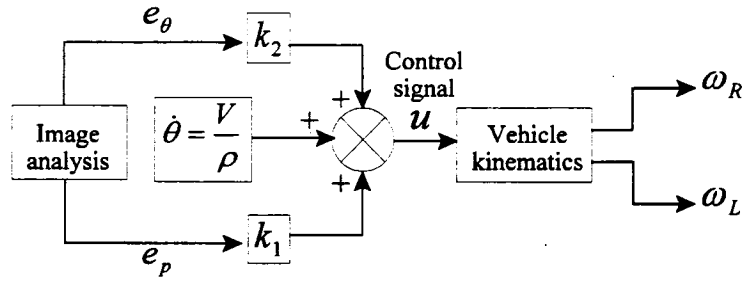 e_θ
k_2
Control
signal
u
ω_R
Image
analysis
θ̇ = V/ρ
+
+
+
Vehicle
kinematics
ω_L
k_1
e_p